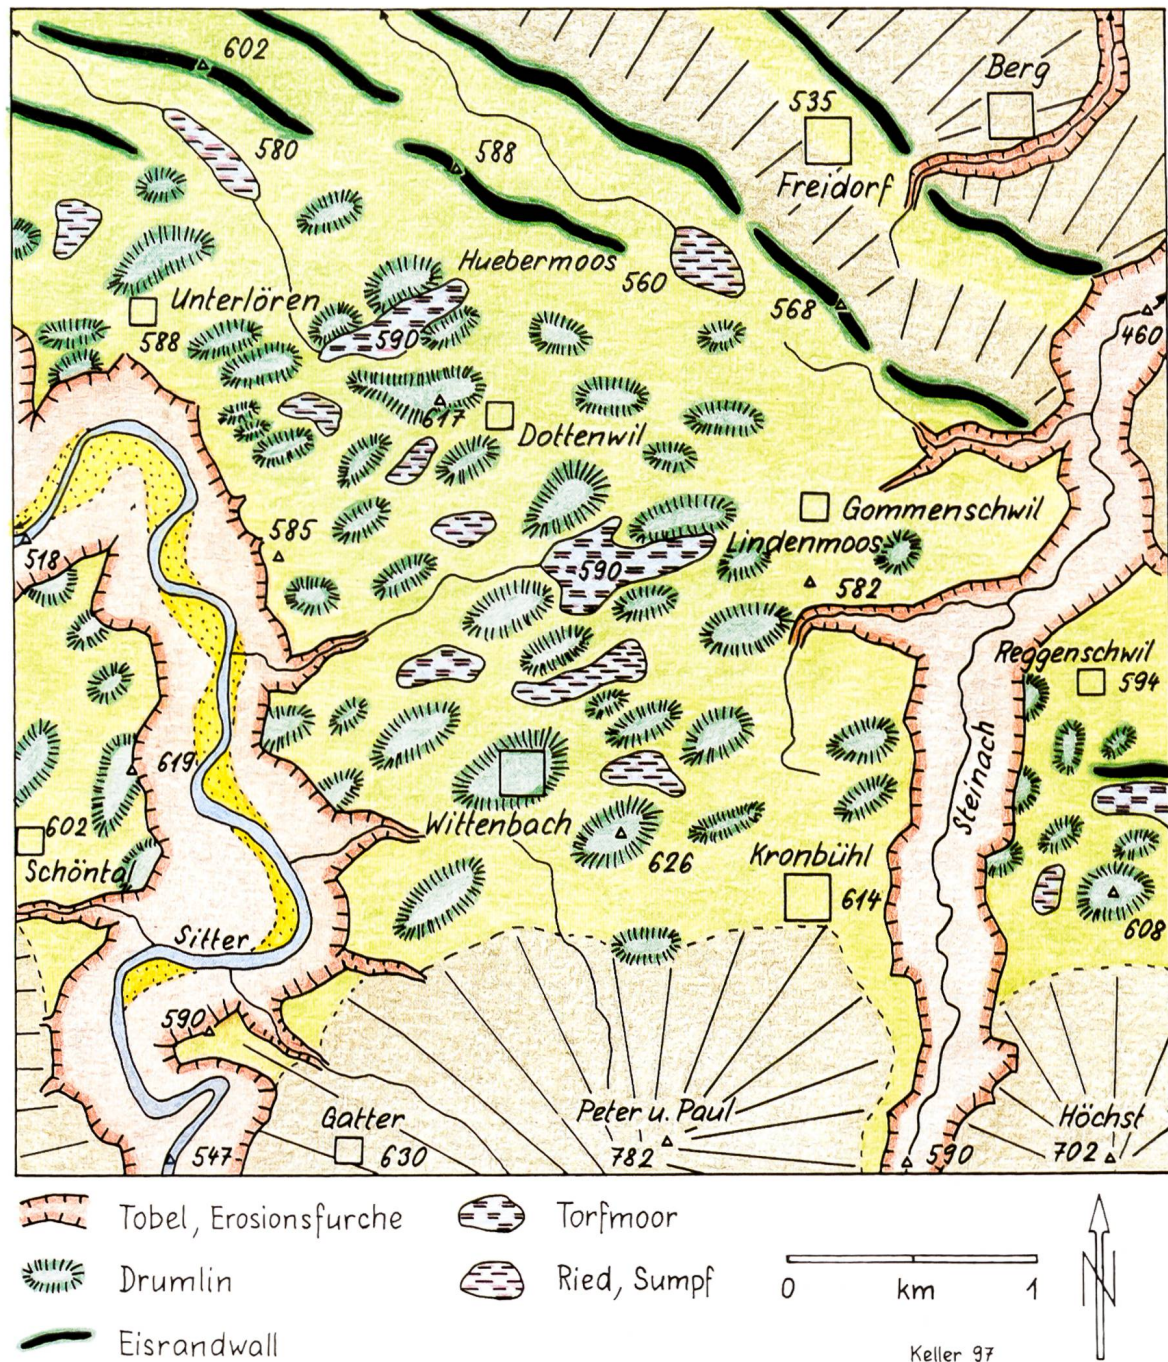 602
Berg
535
580
588
Freidorf
Huebermoos
560
Unterlören
568
588
590
460
617
Dottenwil
Gommenschwil
585
Lindenmoos
518
590
582
Reggenschwil
594
619
Steinach
602
Wittenbach
626
Kronbühl
Schöntal
614
608
Sitter
590
Gatter
Peter u. Paul
Höchst
547
630
782
590
702
Tobel, Erosionsfurche
Torfmoor
Drumlin
Ried, Sumpf
0 km 1
N
Eisrandwall
Keller 97